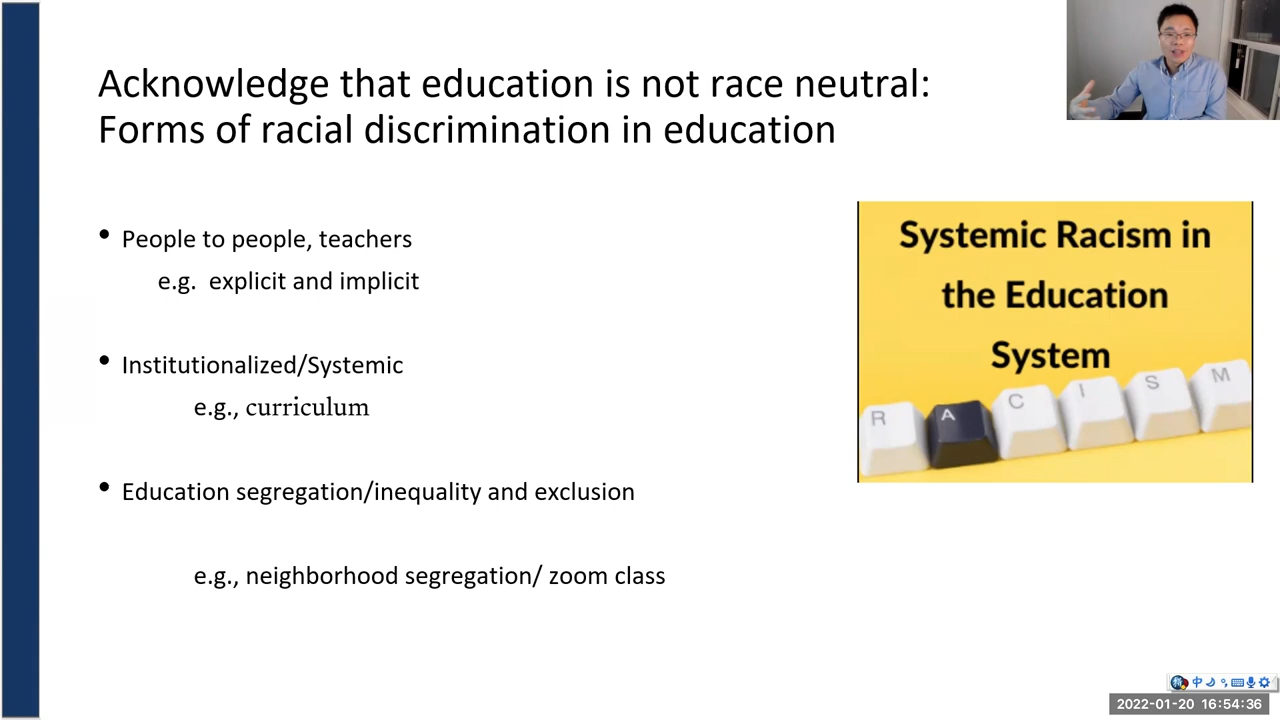 Acknowledge that education is not race neutral:
Forms of racial discrimination in education
• People to people, teachers
e.g. explicit and implicit
• Institutionalized/Systemic
e.g., curriculum
• Education segregation/inequality and exclusion
e.g., neighborhood segregation/ zoom class
Systemic Racism in
the Education
System
R A C I S M
中
2022-01-20 16:54:36